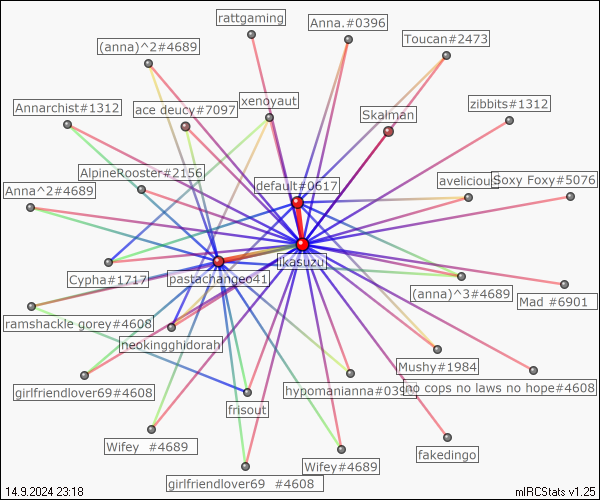 rattgaming
Anna.#0396
Toucan#2473
(anna)^2#4689
xenoyaut
Annarchist#1312
ace deucy#7097
Skalman
zibbits#1312
AlpineRooster#2156
default#0617
avelicious
Soxy Foxy#5076
Anna^2#4689
ikasuzu
Cypha#1717
pastachangeo41
(anna)^3#4689
Mad #6901
ramshackle gorey#4608
neokingghidorah
Mushy#1984
girlfriendlover69#4608
hypomanianna#0396
no cops no laws no hope#4608
frisout
Wifey #4689
fakedingo
Wifey#4689
girlfriendlover69 #4608
14.9.2024 23:18
mIRCStats v1.25